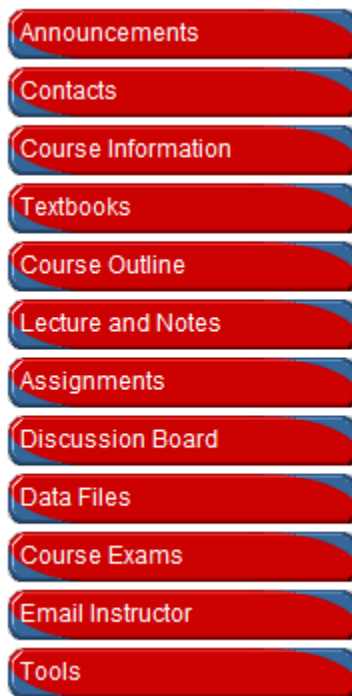 Announcements
Contacts
Course Information
Textbooks
Course Outline
Lecture and Notes
Assignments
Discussion Board
Data Files
Course Exams
Email Instructor
Tools